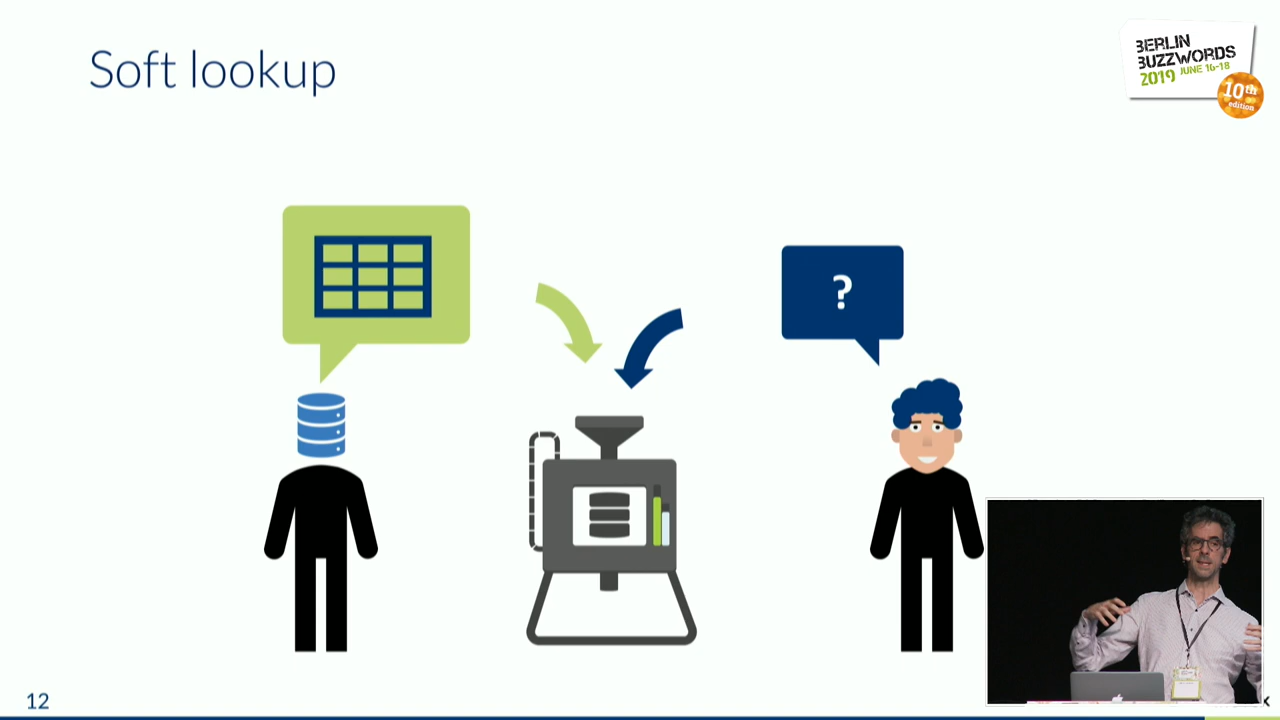 Soft lookup
BERLIN
BUZZWORDS
2019 JUNE 16-18
10th
edition
?
12